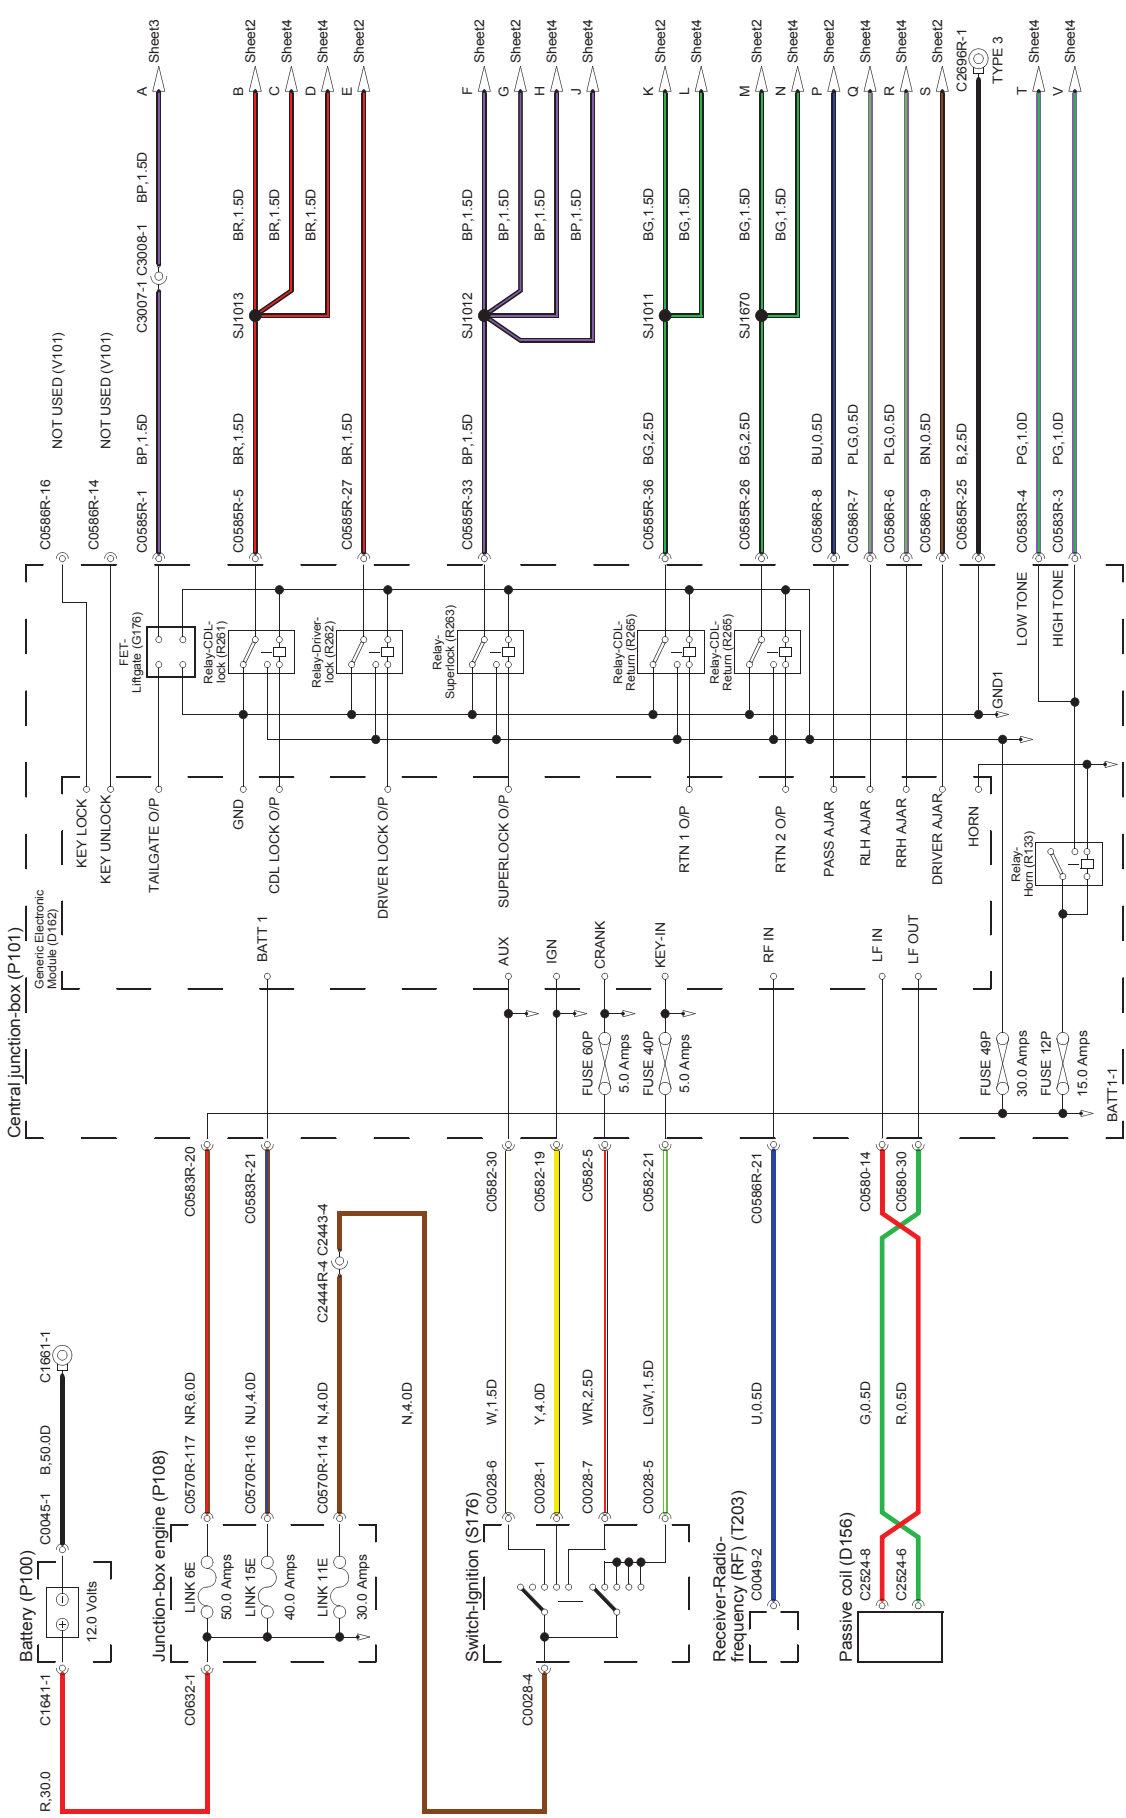 Battery (P100)
12.0 Volts
C1641-1
R,30.0
C0045-1
B,50.0D
C1661-1
Junction-box engine (P108)
C0632-1
LINK 6E
50.0 Amps
LINK 15E
40.0 Amps
LINK 11E
30.0 Amps
C0570R-117
NR,6.0D
C0583R-20
C0570R-116
NU,4.0D
C0583R-21
C0570R-114
N,4.0D
C2444R-4
C2443-4
N,4.0D
Switch-Ignition (S176)
C0028-4
C0028-6
W,1.5D
C0582-30
C0028-1
Y,4.0D
C0582-19
C0028-7
WR,2.5D
C0582-5
C0028-5
LGW,1.5D
C0582-21
Receiver-Radio-
frequency (RF) (T203)
C0049-2
U,0.5D
C0586R-21
Passive coil (D156)
C2524-8
C2524-6
G,0.5D
R,0.5D
C0580-14
C0580-30
Central junction-box (P101)
Generic Electronic
Module (D162)
BATT 1
AUX
IGN
CRANK
KEY-IN
RF IN
LF IN
LF OUT
FUSE 60P
5.0 Amps
FUSE 40P
5.0 Amps
FUSE 49P
30.0 Amps
FUSE 12P
15.0 Amps
BATT1-1
KEY LOCK
KEY UNLOCK
TAILGATE O/P
GND
CDL LOCK O/P
DRIVER LOCK O/P
SUPERLOCK O/P
RTN 1 O/P
RTN 2 O/P
PASS AJAR
RLH AJAR
RRH AJAR
DRIVER AJAR
HORN
Relay-
Horn (R133)
FET-
Liftgate (G176)
Relay-CDL-
lock (R261)
Relay-Driver-
lock (R262)
Relay-
Superlock (R263)
Relay-CDL-
Return (R265)
Relay-CDL-
Return (R265)
GND1
LOW TONE
HIGH TONE
C0586R-16
NOT USED (V101)
C0586R-14
NOT USED (V101)
C0585R-1
BP,1.5D
C3007-1
C3008-1
BP,1.5D
A
Sheet3
C0585R-5
BR,1.5D
SJ1013
BR,1.5D
B
Sheet2
BR,1.5D
C
Sheet4
BR,1.5D
D
Sheet4
C0585R-27
BR,1.5D
E
Sheet2
C0585R-33
BP,1.5D
SJ1012
BP,1.5D
F
Sheet2
BP,1.5D
G
Sheet2
BP,1.5D
H
Sheet4
BP,1.5D
J
Sheet4
C0585R-36
BG,2.5D
SJ1011
BG,1.5D
K
Sheet2
BG,1.5D
L
Sheet4
C0585R-26
BG,2.5D
SJ1670
BG,1.5D
M
Sheet2
BG,1.5D
N
Sheet4
C0586R-8
BU,0.5D
P
Sheet2
C0586R-7
PLG,0.5D
Q
Sheet4
C0586R-6
PLG,0.5D
R
Sheet4
C0586R-9
BN,0.5D
S
Sheet2
C0585R-25
B,2.5D
C2696R-1
TYPE 3
C0583R-4
PG,1.0D
T
Sheet4
C0583R-3
PG,1.0D
V
Sheet4